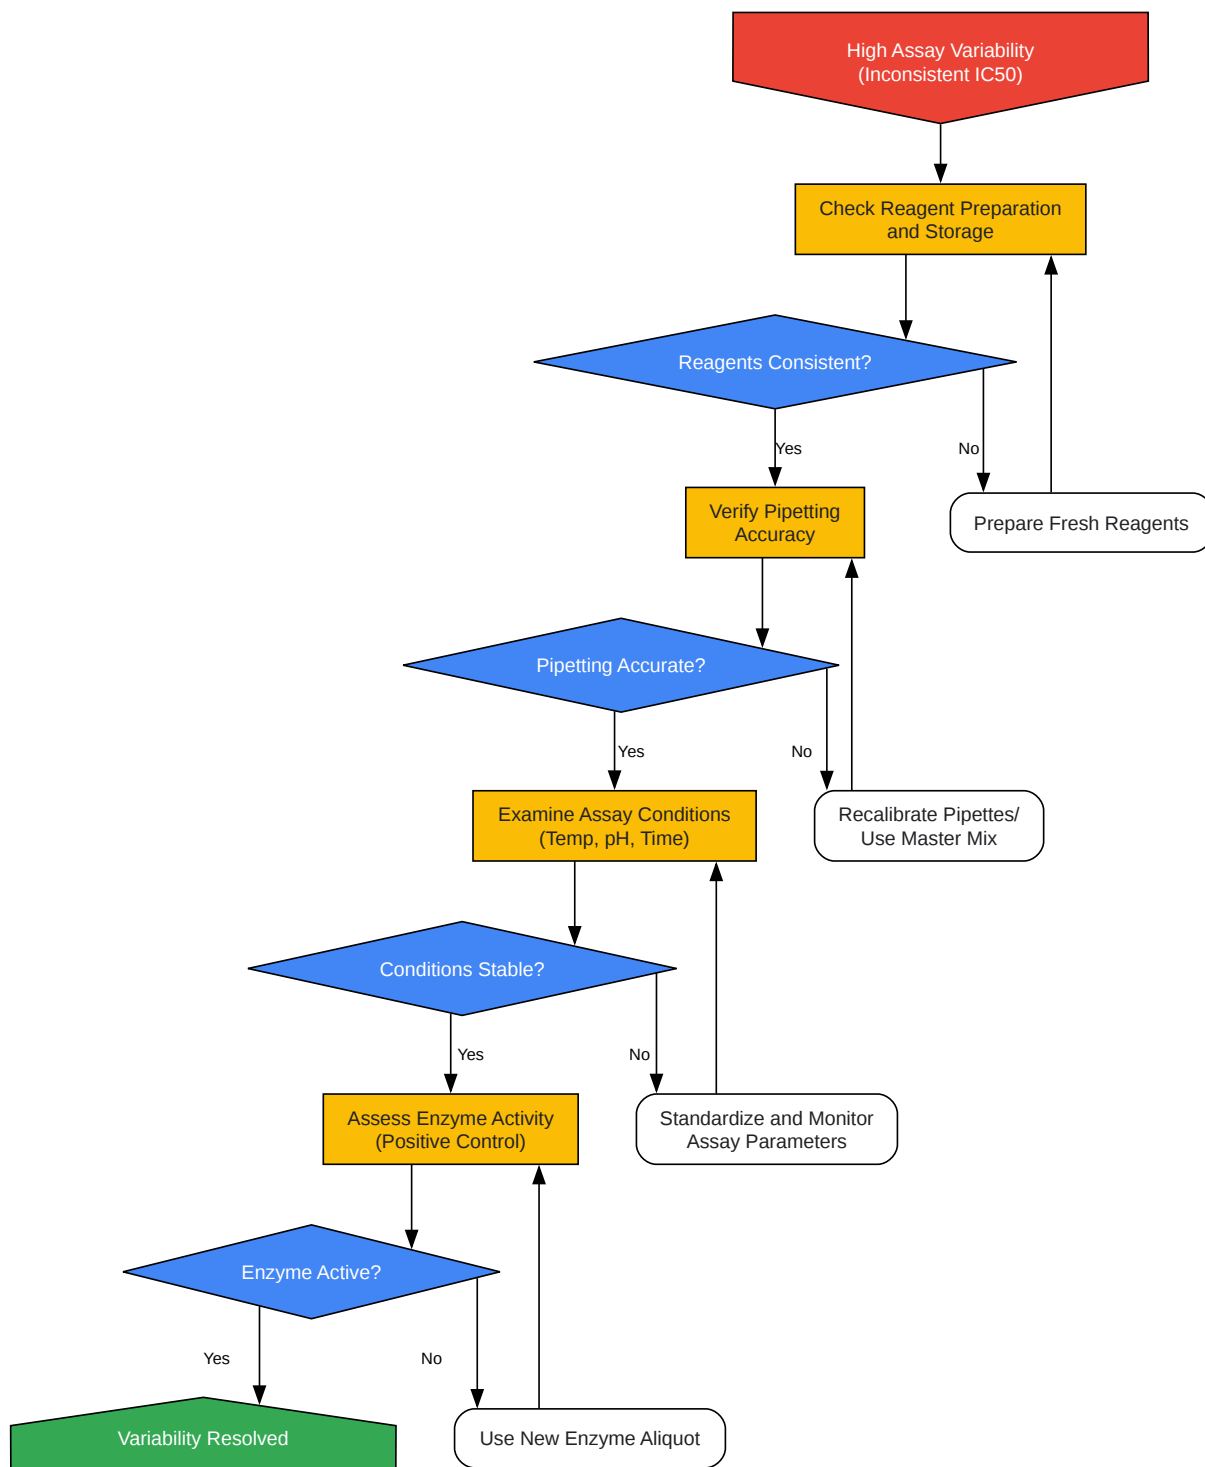 High Assay Variability
(Inconsistent IC50)
Check Reagent Preparation
and Storage
Reagents Consistent?
Yes
No
Verify Pipetting
Accuracy
Prepare Fresh Reagents
Pipetting Accurate?
Yes
No
Examine Assay Conditions
(Temp, pH, Time)
Recalibrate Pipettes/
Use Master Mix
Conditions Stable?
Yes
No
Assess Enzyme Activity
(Positive Control)
Standardize and Monitor
Assay Parameters
Enzyme Active?
Yes
No
Variability Resolved
Use New Enzyme Aliquot